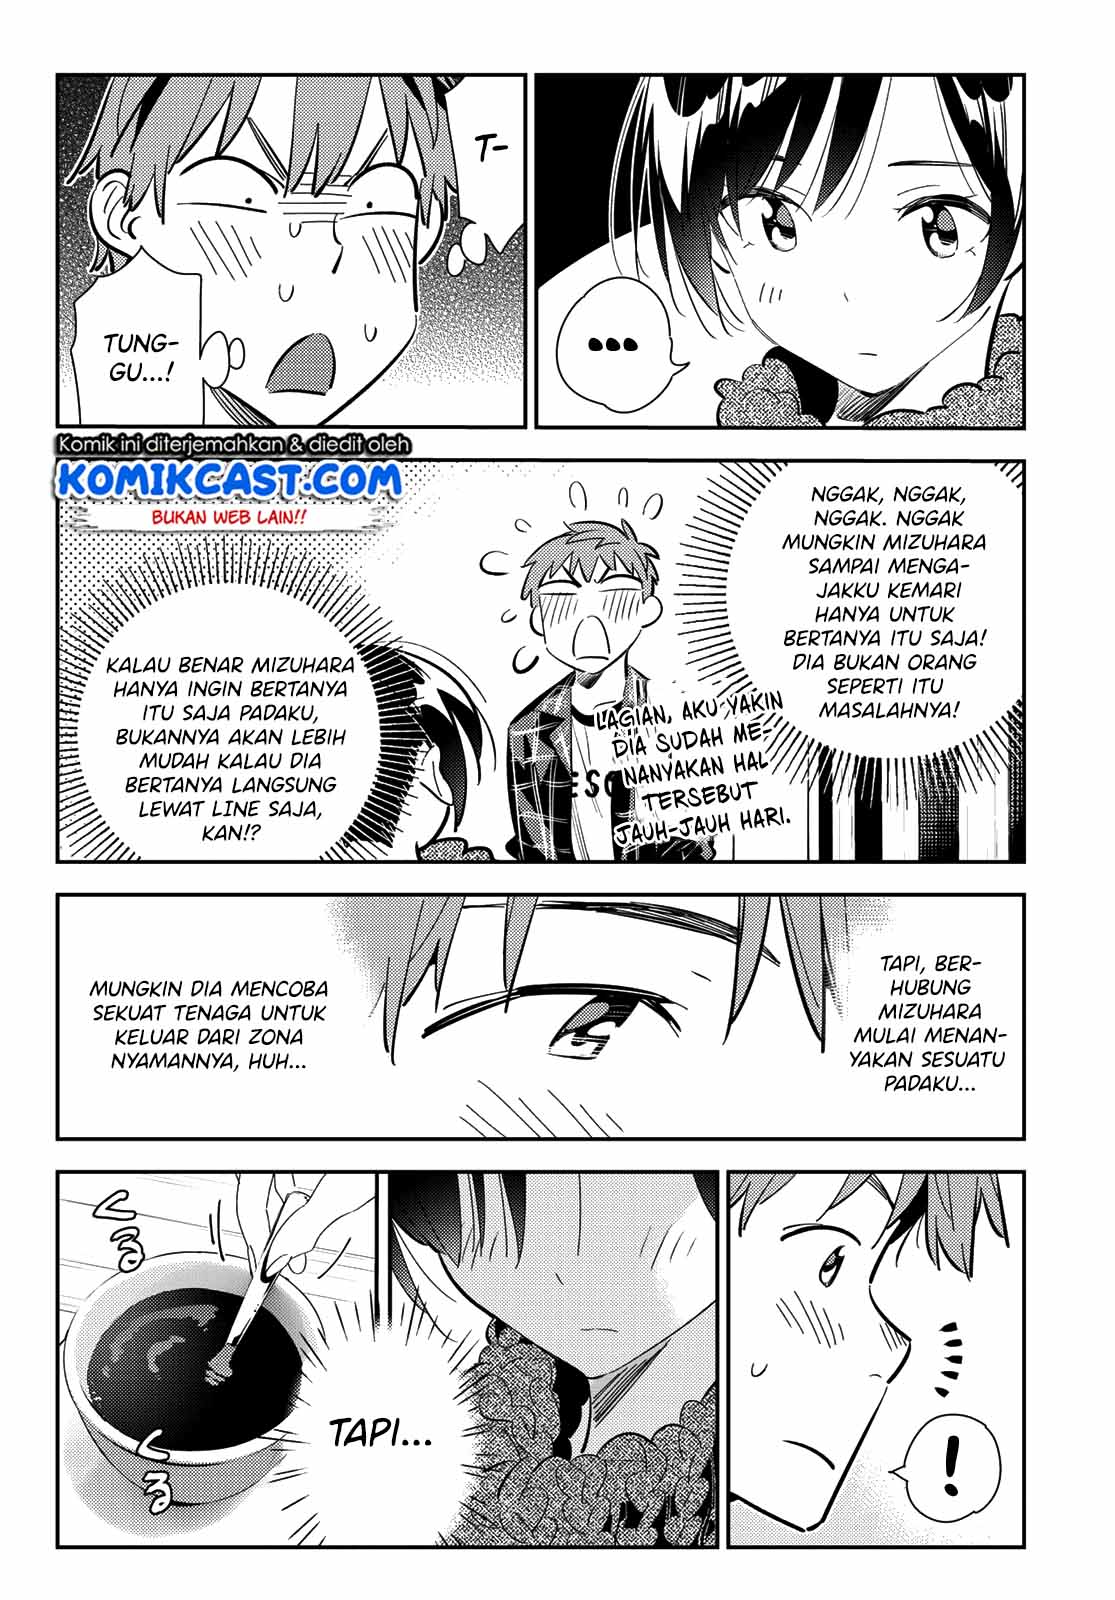 T-
TUNG-
GU...!
...
Komik ini diterjemahkan & diedit oleh
KOMIKCAST.COM
BUKAN WEB LAIN!!
NGGAK, NGGAK,
NGGAK. NGGAK
MUNGKIN MIZUHARA
SAMPAI MENGA-
JAKKU KEMARI
HANYA UNTUK
BERTANYA ITU SAJA!
DIA BUKAN ORANG
SEPERTI ITU
MASALAHNYA!
LAGIAN, AKU YAKIN
DIA SUDAH ME-
NANYAKAN HAL
TERSEBUT
JAUH-JAUH HARI.
KALAU BENAR MIZUHARA
HANYA INGIN BERTANYA
ITU SAJA PADAKU,
BUKANNYA AKAN LEBIH
MUDAH KALAU DIA
BERTANYA LANGSUNG
LEWAT LINE SAJA,
KAN!?
TAPI, BER-
HUBUNG
MIZUHARA
MULAI MENAN-
YAKAN SESUATU
PADAKU...
MUNGKIN DIA MENCOBA
SEKUAT TENAGA UNTUK
KELUAR DARI ZONA
NYAMANNYA, HUH...
くる
くる
TAPI...
!